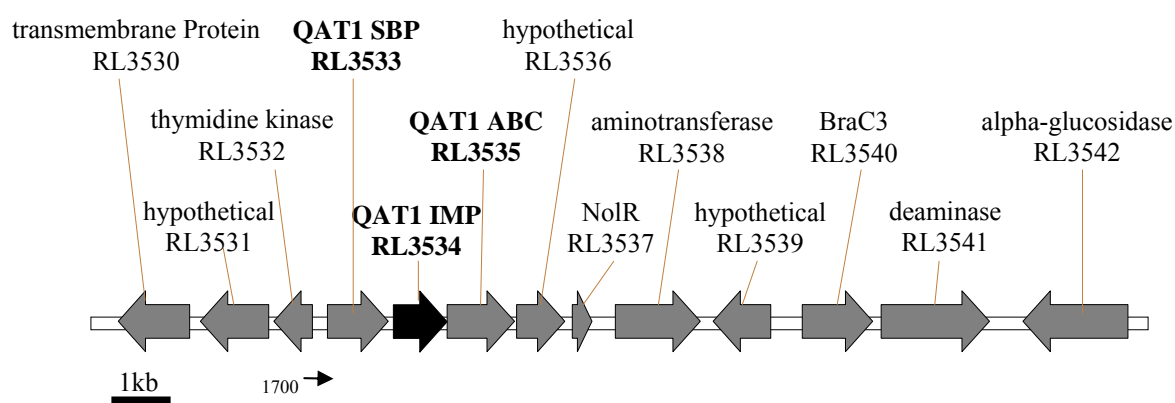 transmembrane Protein
RL3530
QAT1 SBP
RL3533
hypothetical
RL3536
thymidine kinase
RL3532
QAT1 ABC
RL3535
aminotransferase
RL3538
BraC3
RL3540
alpha-glucosidase
RL3542
hypothetical
RL3531
QAT1 IMP
RL3534
NolR
RL3537
hypothetical
RL3539
deaminase
RL3541
1700
1kb